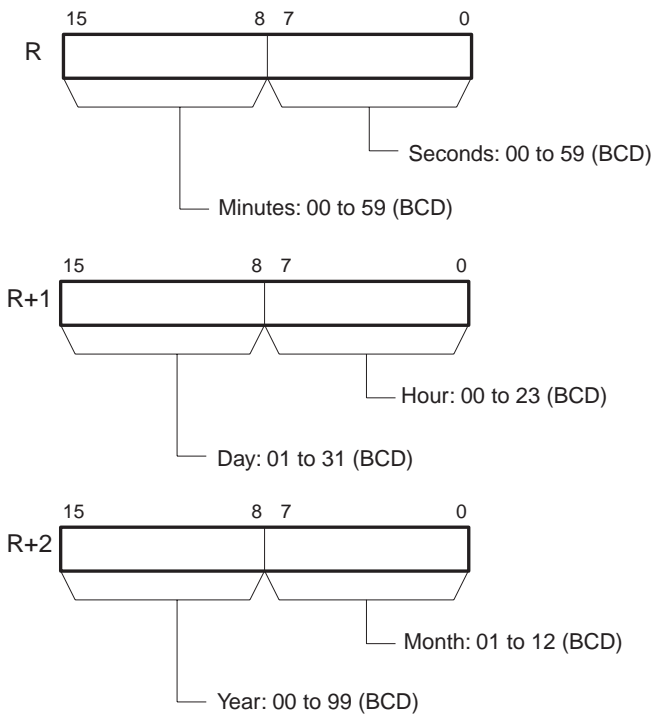 15 8 7 0
R
Seconds: 00 to 59 (BCD)
Minutes: 00 to 59 (BCD)
15 8 7 0
R+1
Hour: 00 to 23 (BCD)
Day: 01 to 31 (BCD)
15 8 7 0
R+2
Month: 01 to 12 (BCD)
Year: 00 to 99 (BCD)